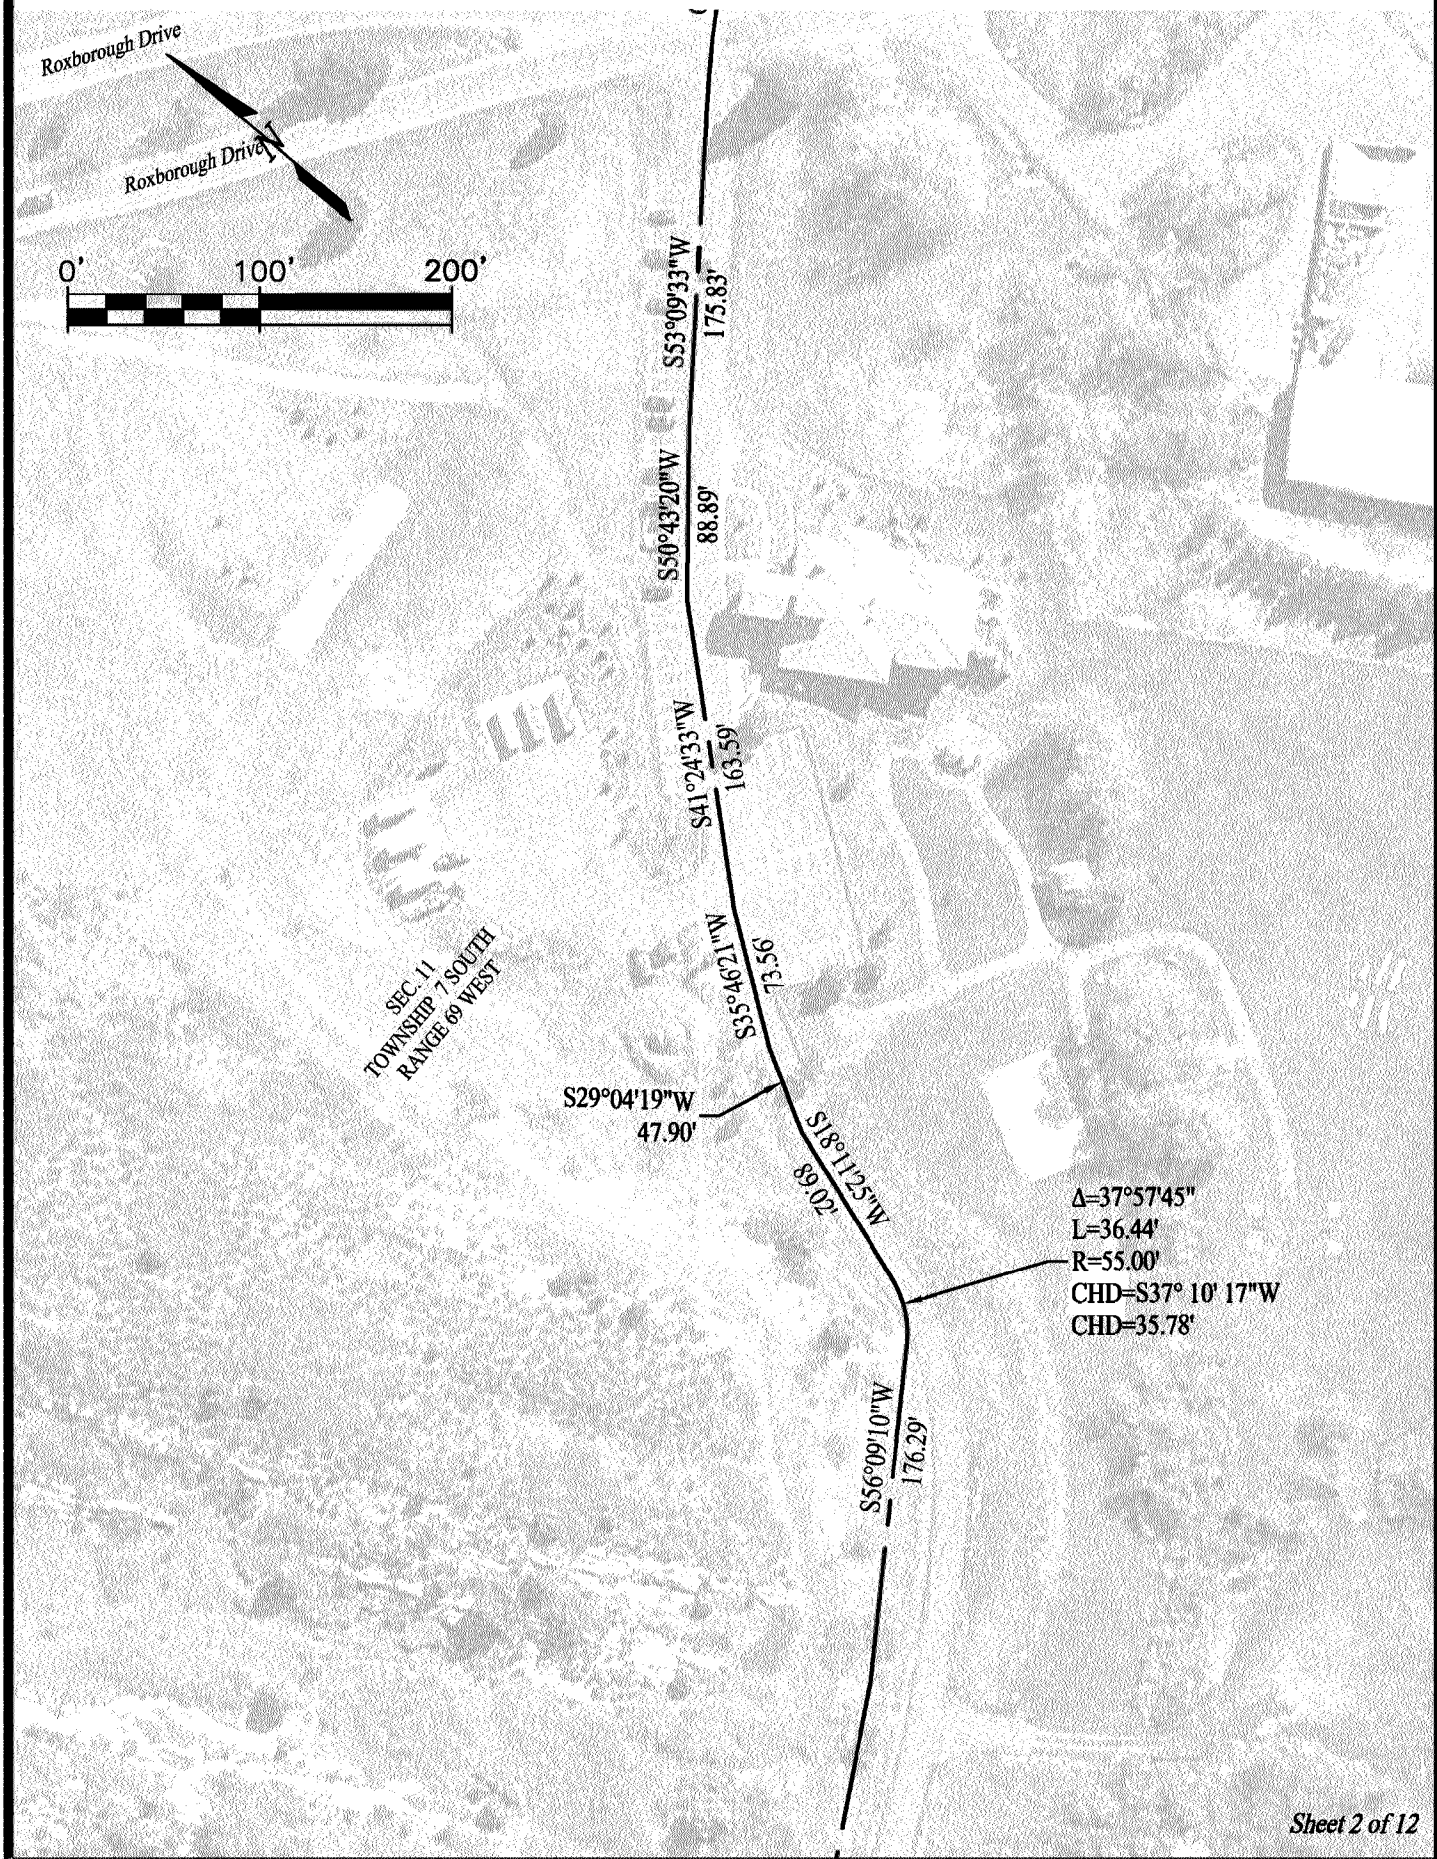 Roxborough Drive
N
Roxborough Drive
0' 100' 200'
S53°09'33"W
175.83'
S50°43'20"W
88.89'
S41°24'33"W
163.59'
S35°46'21"W
73.56'
SEC. 11
TOWNSHIP 7 SOUTH
RANGE 69 WEST
S29°04'19"W
47.90'
S18°11'25"W
89.02'
Δ=37°57'45"
L=36.44'
R=55.00'
CHD=S37° 10' 17"W
CHD=35.78'
S56°09'10"W
176.29'
Sheet 2 of 12